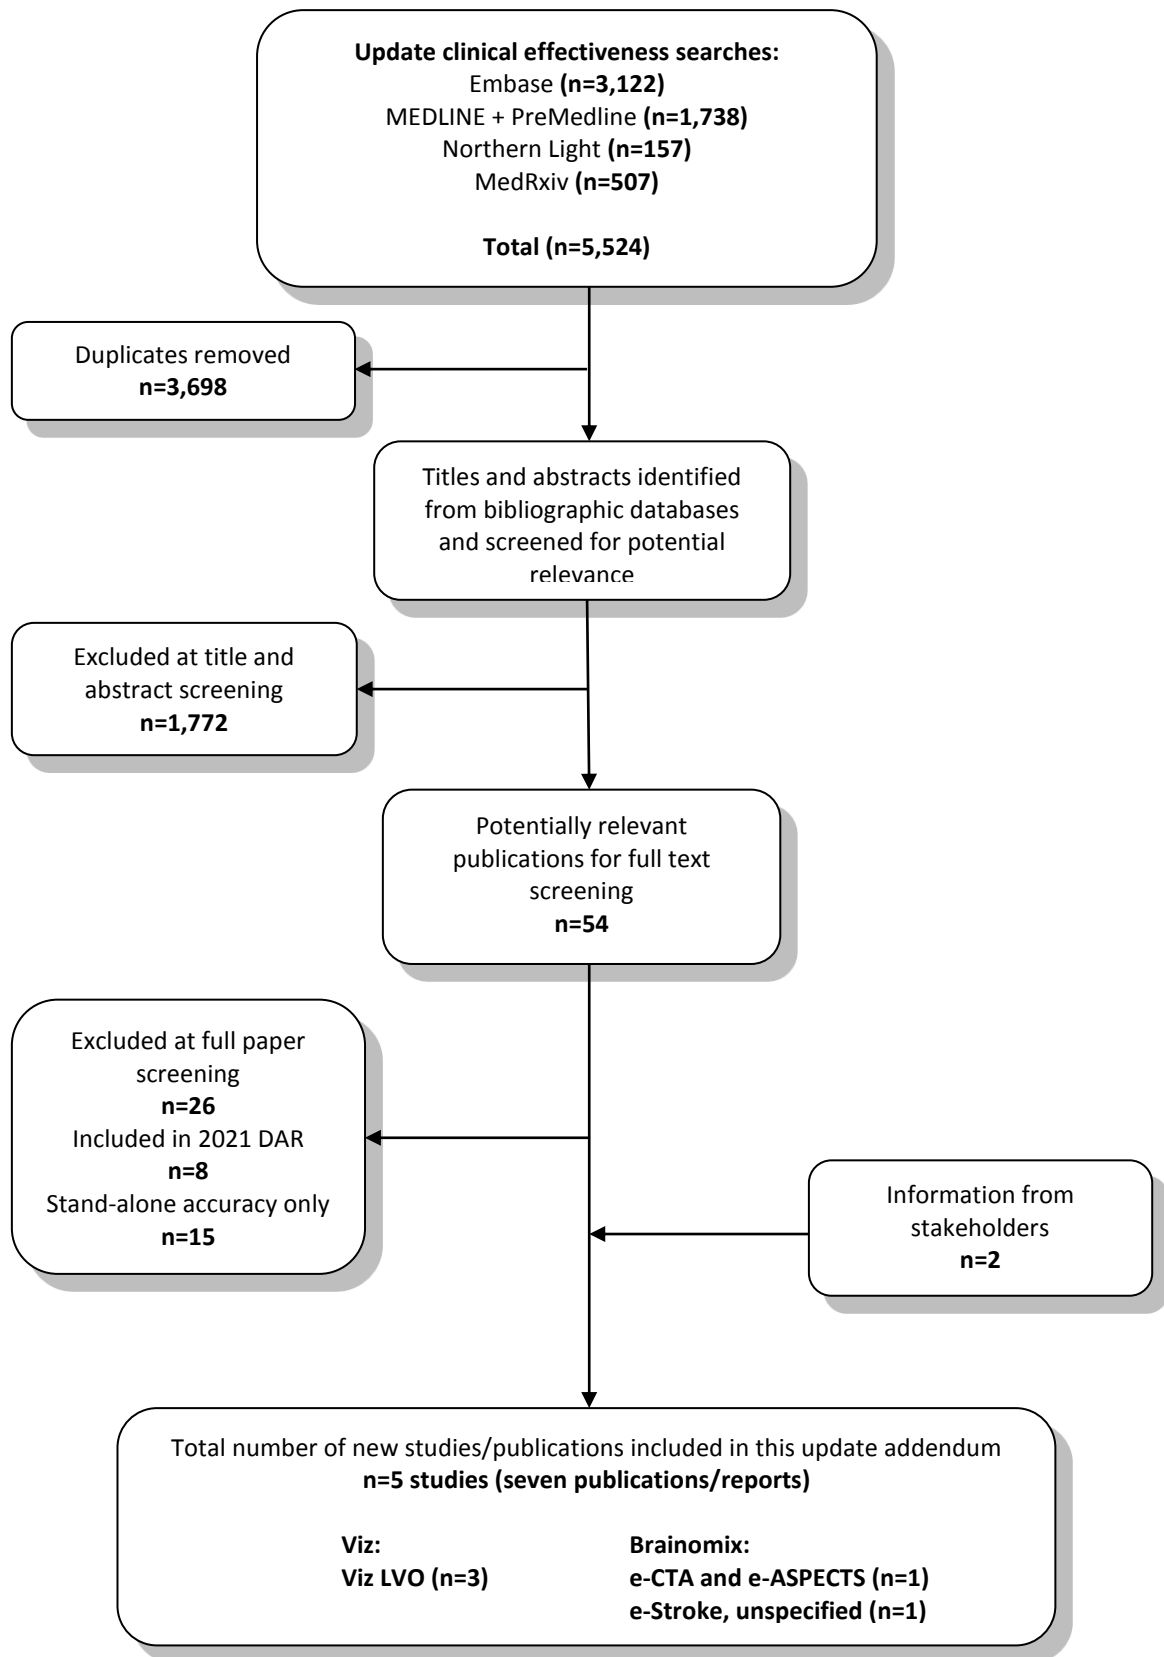 Update clinical effectiveness searches:
Embase (n=3,122)
MEDLINE + PreMedline (n=1,738)
Northern Light (n=157)
MedRxiv (n=507)
Total (n=5,524)
Duplicates removed
n=3,698
Titles and abstracts identified
from bibliographic databases
and screened for potential
relevance
Excluded at title and
abstract screening
n=1,772
Potentially relevant
publications for full text
screening
n=54
Excluded at full paper
screening
n=26
Included in 2021 DAR
n=8
Stand-alone accuracy only
n=15
Information from
stakeholders
n=2
Total number of new studies/publications included in this update addendum
n=5 studies (seven publications/reports)
Viz:
Viz LVO (n=3)
Brainomix:
e-CTA and e-ASPECTS (n=1)
e-Stroke, unspecified (n=1)